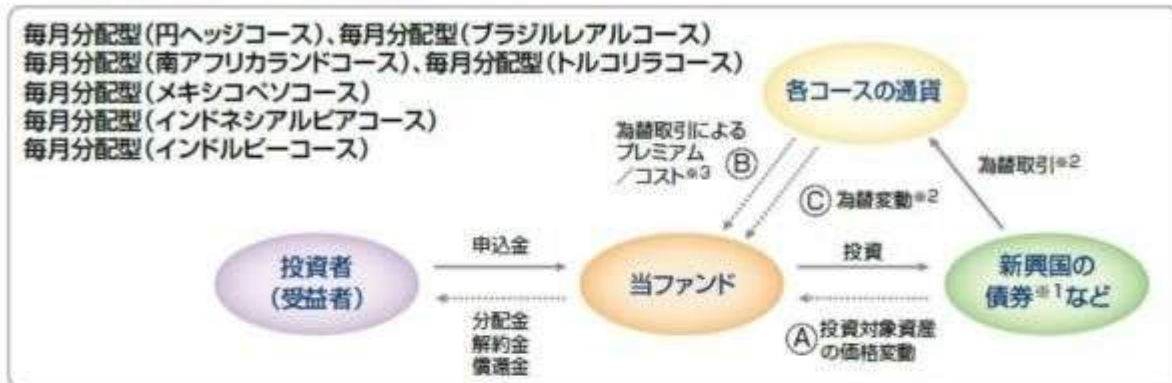 毎月分配型(円ヘッジコース)、毎月分配型(ブラジルレアルコース)
毎月分配型(南アフリカランドコース)、毎月分配型(トルコリラコース)
毎月分配型(メキシコペソコース)
毎月分配型(インドネシアルピアコース)
毎月分配型(インドルピーコース)
各コースの通貨
為替取引による
プレミアム
/コスト※3
Ⓑ
Ⓒ 為替変動※2
為替取引※2
投資者
(受益者)
申込金
分配金
解約金
償還金
当ファンド
投資
Ⓐ 投資対象資産
の価格変動
新興国の
債券※1など